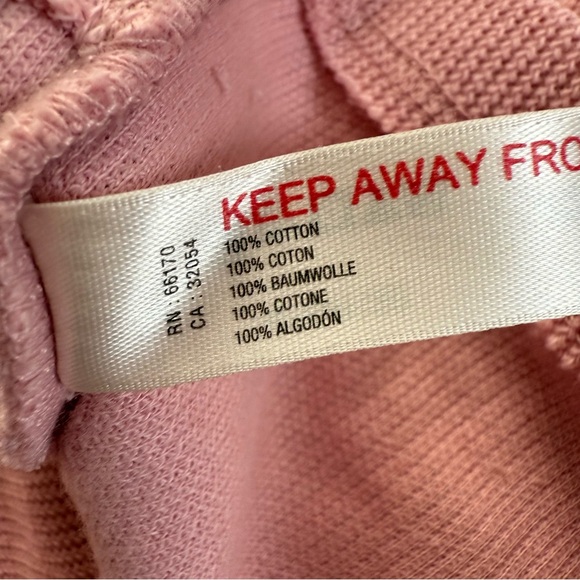 RN : 66170
CA : 32054
KEEP AWAY FRO
100% COTTON
100% COTON
100% BAUMWOLLE
100% COTONE
100% ALGODÓN